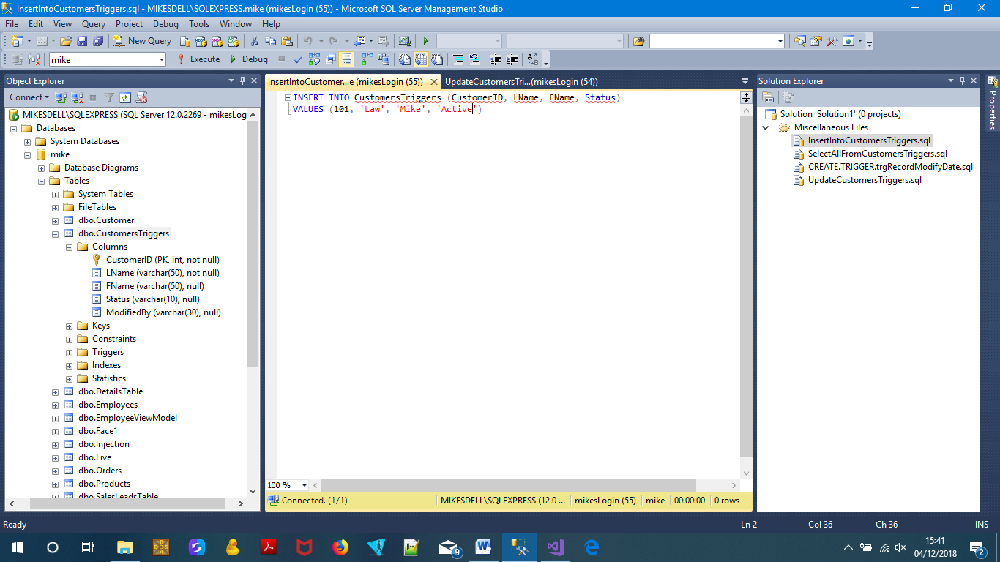 InsertIntoCustomersTriggers.sql - MIKESDELL\SQLEXPRESS.mike (mikesLogin (55)) - Microsoft SQL Server Management Studio
File Edit View Query Project Debug Tools Window Help
New Query
mike Execute Debug
Object Explorer
Connect
MIKESDELL\SQLEXPRESS (SQL Server 12.0.2269 - mikesLog
Databases
System Databases
mike
Database Diagrams
Tables
System Tables
FileTables
dbo.Customer
dbo.CustomersTriggers
Columns
CustomerID (PK, int, not null)
LName (varchar(50), not null)
FName (varchar(50), null)
Status (varchar(10), null)
ModifiedBy (varchar(30), null)
Keys
Constraints
Triggers
Indexes
Statistics
dbo.DetailsTable
dbo.Employees
dbo.EmployeeViewModel
dbo.Face1
dbo.Injection
dbo.Live
dbo.Orders
dbo.Products
dbo.SalesLeadsTable
InsertIntoCustomer...e (mikesLogin (55)) UpdateCustomersTri...(mikesLogin (54))
INSERT INTO CustomersTriggers (CustomerID, LName, FName, Status)
VALUES (101, 'Law', 'Mike', 'Active')
100 %
Connected. (1/1) MIKESDELL\SQLEXPRESS (12.0 ... mikesLogin (55) mike 00:00:00 0 rows
Solution Explorer
Solution 'Solution1' (0 projects)
Miscellaneous Files
InsertIntoCustomersTriggers.sql
SelectAllFromCustomersTriggers.sql
CREATE.TRIGGER.trgRecordModifyDate.sql
UpdateCustomersTriggers.sql
Properties
Ready Ln 2 Col 36 Ch 36 INS
DOS
9
15:41
04/12/2018
2